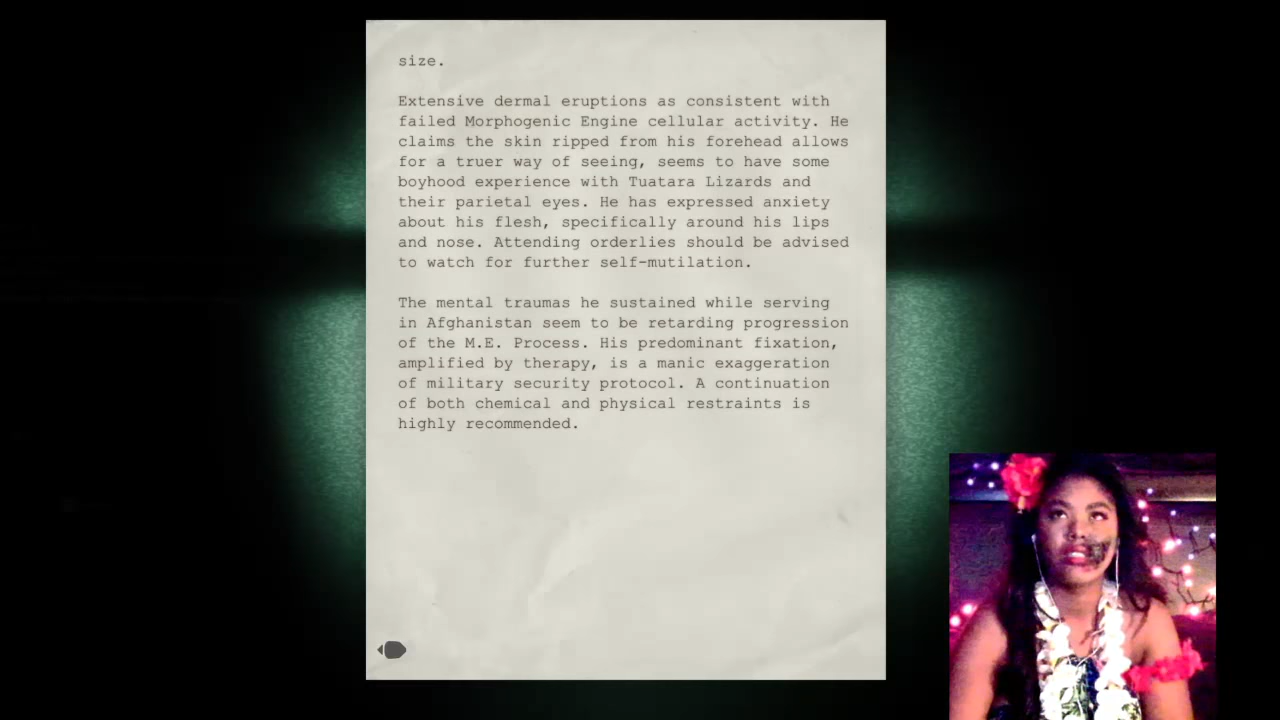 size.
Extensive dermal eruptions as consistent with
failed Morphogenic Engine cellular activity. He
claims the skin ripped from his forehead allows
for a truer way of seeing, seems to have some
boyhood experience with Tuatara Lizards and
their parietal eyes. He has expressed anxiety
about his flesh, specifically around his lips
and nose. Attending orderlies should be advised
to watch for further self-mutilation.
The mental traumas he sustained while serving
in Afghanistan seem to be retarding progression
of the M.E. Process. His predominant fixation,
amplified by therapy, is a manic exaggeration
of military security protocol. A continuation
of both chemical and physical restraints is
highly recommended.